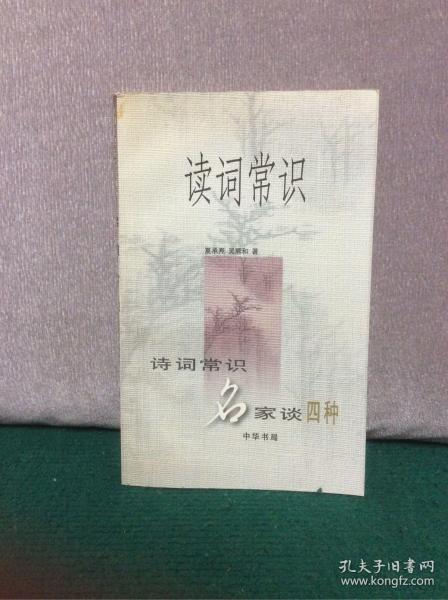 读词常识
夏承焘 吴熊和 著
诗词常识
名家谈四种
中华书局
孔夫子旧书网
www.kongfz.com